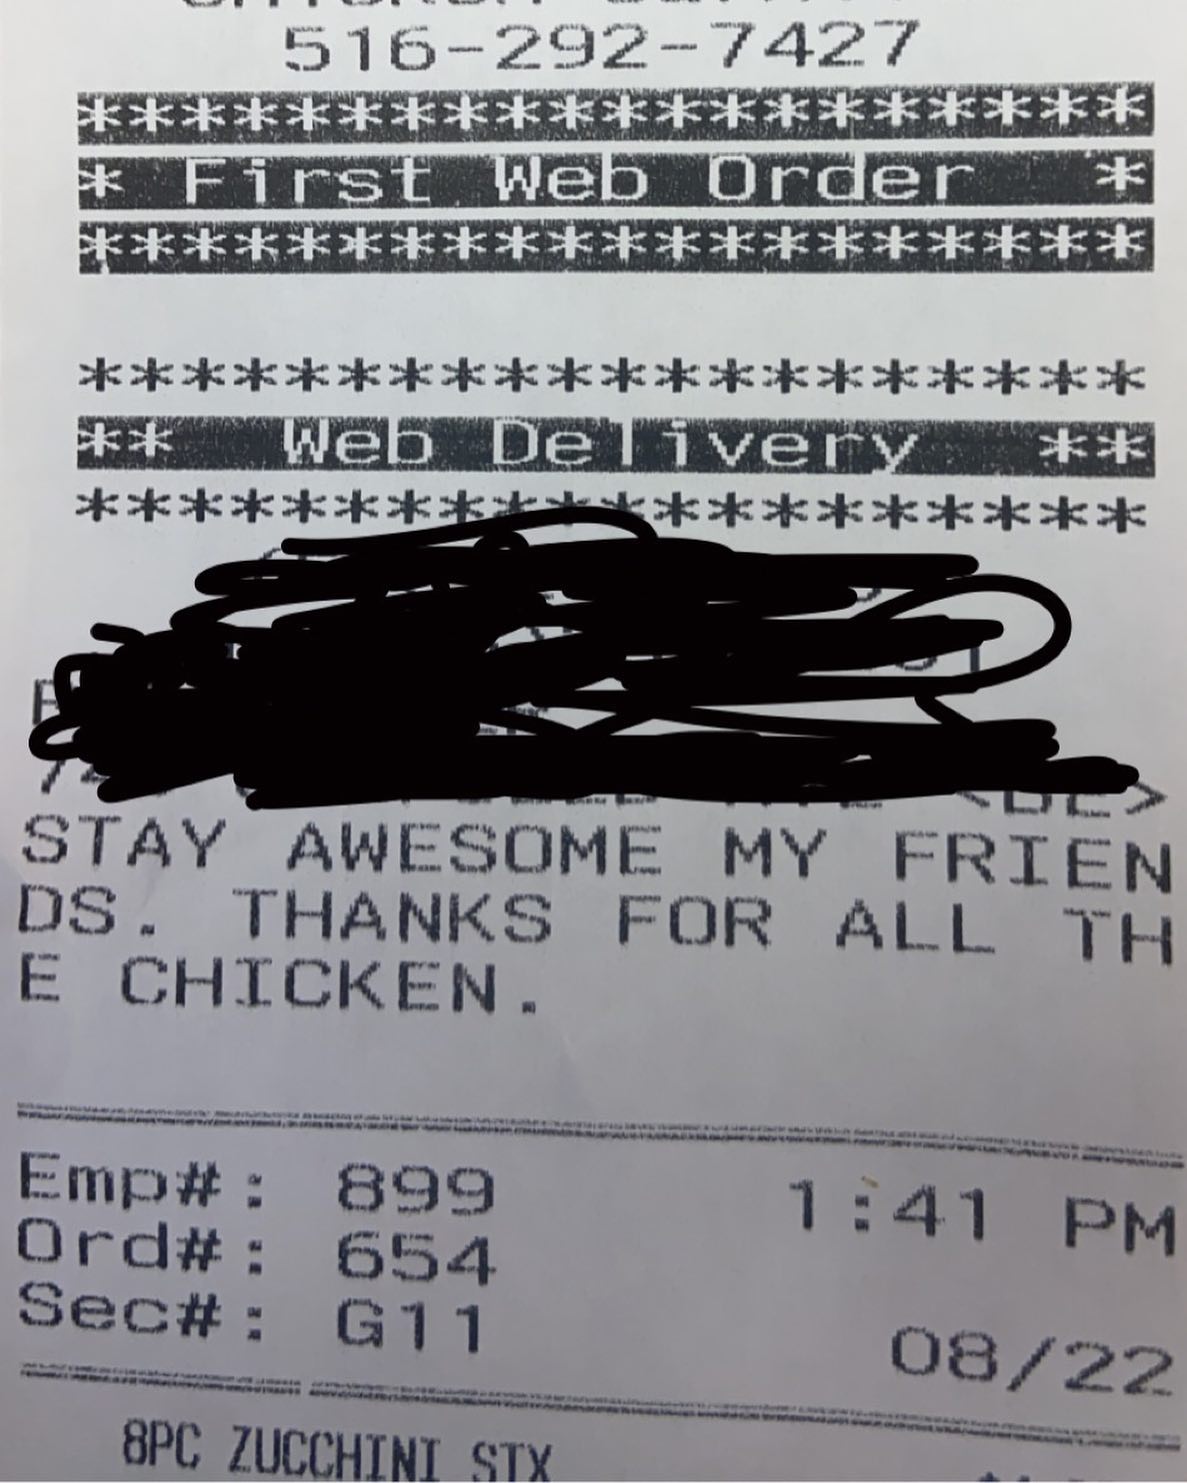 516-292-7427
*********************
* First Web Order *
*********************
*********************
** Web Delivery **
*********************
<DE>
STAY AWESOME MY FRIEN
DS. THANKS FOR ALL TH
E CHICKEN.
Emp#: 899 1:41 PM
Ord#: 654
Sec#: G11 08/22
8PC ZUCCHINI STX